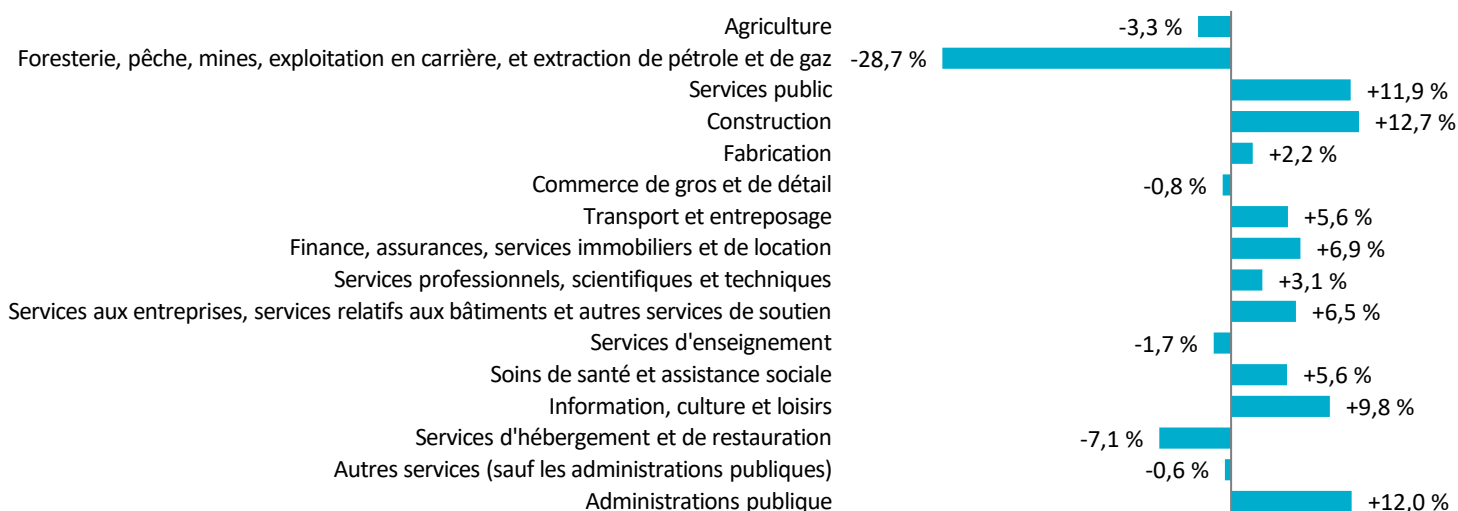 Agriculture -3,3 %
Foresterie, pêche, mines, exploitation en carrière, et extraction de pétrole et de gaz -28,7 %
Services public +11,9 %
Construction +12,7 %
Fabrication +2,2 %
Commerce de gros et de détail -0,8 %
Transport et entreposage +5,6 %
Finance, assurances, services immobiliers et de location +6,9 %
Services professionnels, scientifiques et techniques +3,1 %
Services aux entreprises, services relatifs aux bâtiments et autres services de soutien +6,5 %
Services d'enseignement -1,7 %
Soins de santé et assistance sociale +5,6 %
Information, culture et loisirs +9,8 %
Services d'hébergement et de restauration -7,1 %
Autres services (sauf les administrations publiques) -0,6 %
Administrations publique +12,0 %